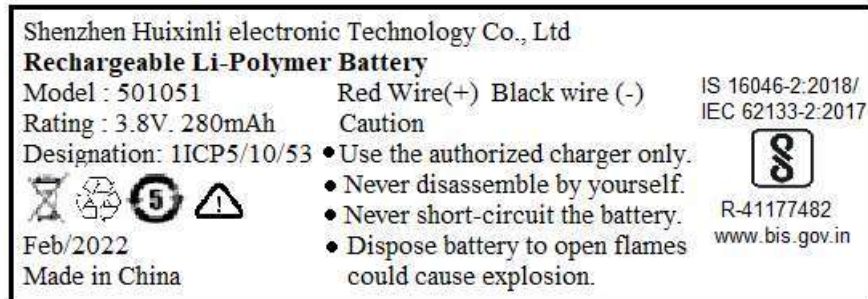 Shenzhen Huixinli electronic Technology Co., Ltd
Rechargeable Li-Polymer Battery
Model : 501051
Rating : 3.8V. 280mAh
Designation: 1ICP5/10/53
5
Feb/2022
Made in China
Red Wire(+) Black wire (-)
Caution
●Use the authorized charger only.
● Never disassemble by yourself.
● Never short-circuit the battery.
● Dispose battery to open flames
could cause explosion.
IS 16046-2:2018/
IEC 62133-2:2017
R-41177482
www.bis.gov.in